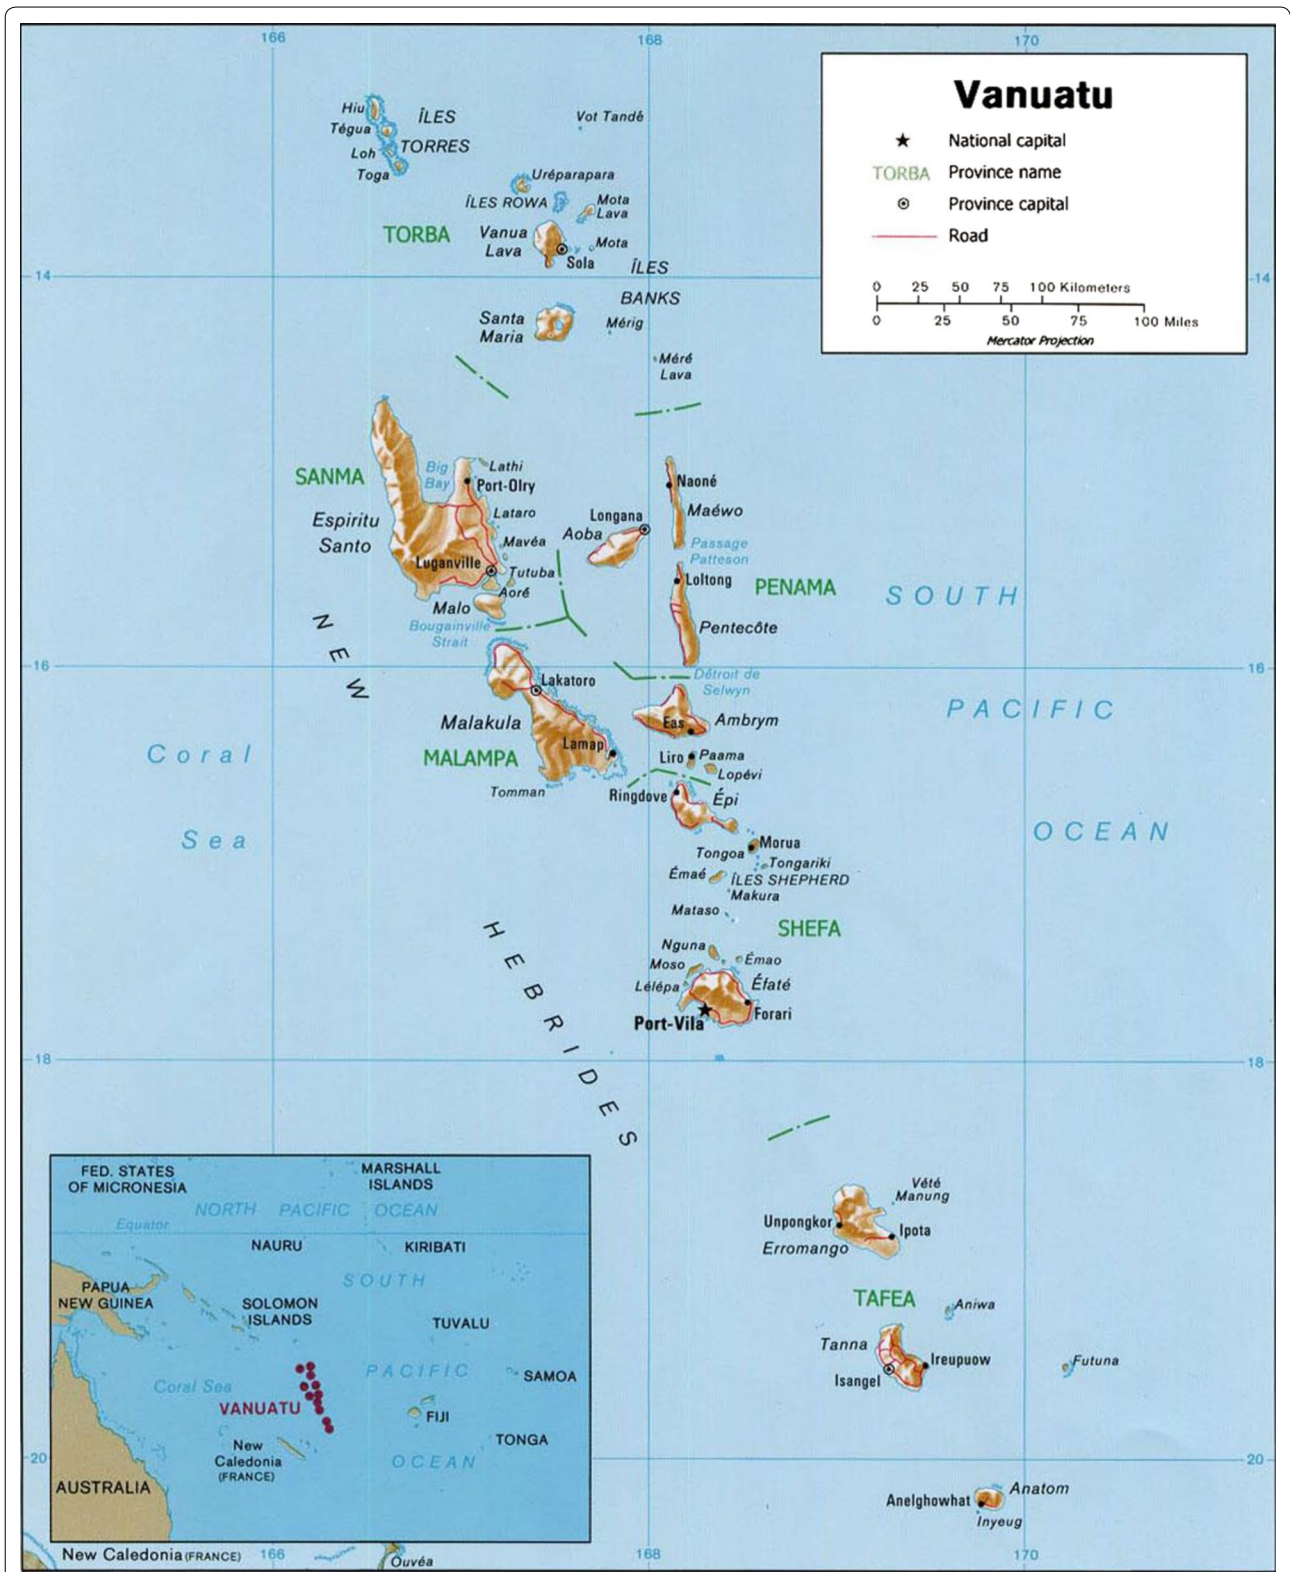 166
168
170
Vanuatu
National capital
TORBA
Province name
Province capital
Road
0 25 50 75 100 Kilometers
0 25 50 75 100 Miles
Mercator Projection
Hiu
Tégua
Loh
Toga
ÎLES
TORRES
Vot Tandé
Uréparapara
ÎLES ROWA
Mota
Lava
TORBA
Vanua
Lava
Mota
Sola
ÎLES
BANKS
14
14
Santa
Maria
Mérig
Méré
Lava
SANMA
Big
Bay
Lathi
Port-Olry
Espiritu
Santo
Lataro
Mavéa
Luganville
Tutuba
Aoré
Malo
Bougainville
Strait
Longana
Aoba
Naoné
Maéwo
Passage
Patteson
Loltong
PENAMA
Pentecôte
SOUTH
PACIFIC
OCEAN
16
16
Détroit de
Selwyn
Lakatoro
Malakula
Lamap
MALAMPA
Tomman
Eas
Ambrym
Liro
Paama
Lopévi
Ringdove
Épi
Coral
Sea
Morua
Tongoa
Tongariki
Émaé
ÎLES SHEPHERD
Makura
Mataso
SHEFA
Nguna
Moso
Émao
Lélépa
Éfaté
Forari
Port-Vila
NEW
HEBRIDES
18
18
Vété
Manung
Unpongkor
Ipota
Erromango
TAFEA
Aniwa
Tanna
Ireupuow
Isangel
Futuna
20
20
Anatom
Anelghowhat
Inyeug
FED. STATES
OF MICRONESIA
MARSHALL
ISLANDS
NORTH PACIFIC OCEAN
Equator
NAURU
KIRIBATI
SOUTH
PAPUA
NEW GUINEA
SOLOMON
ISLANDS
TUVALU
PACIFIC
SAMOA
Coral Sea
VANUATU
FIJI
New
Caledonia
(FRANCE)
TONGA
OCEAN
AUSTRALIA
New Caledonia (FRANCE)
166
Ouvéa
168
170